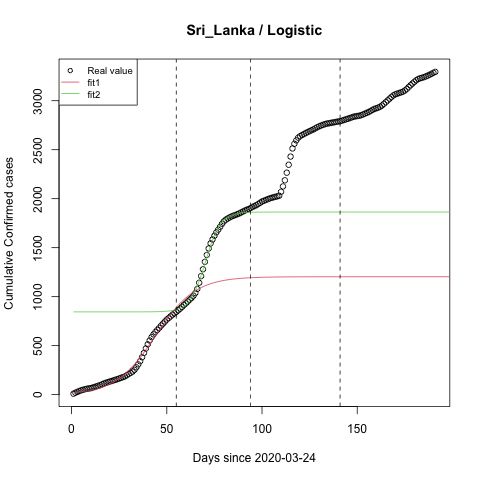 Sri_Lanka / Logistic
Real value
fit1
fit2
Cumulative Confirmed cases
0
500
1000
1500
2000
2500
3000
0
50
100
150
Days since 2020-03-24